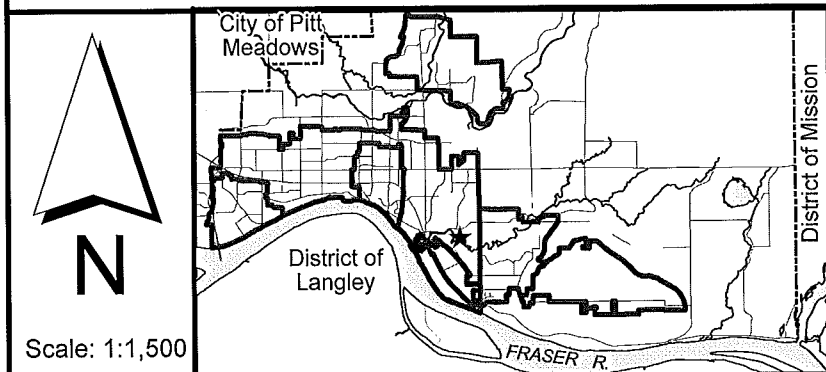 City of Pitt
Meadows
District of Mission
District of
Langley
N
Scale: 1:1,500
FRASER R.